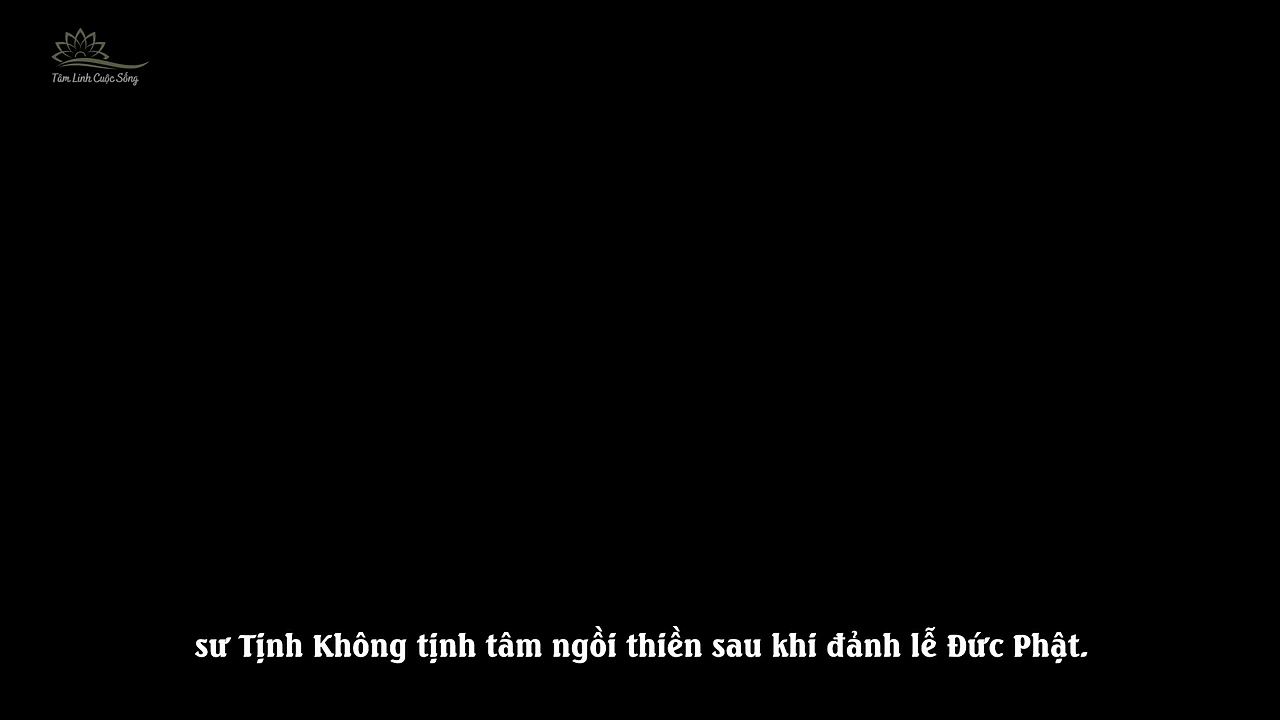 Tâm Linh Cuộc Sống
sư Tịnh Không tịnh tâm ngồi thiền sau khi đảnh lễ Đức Phật.